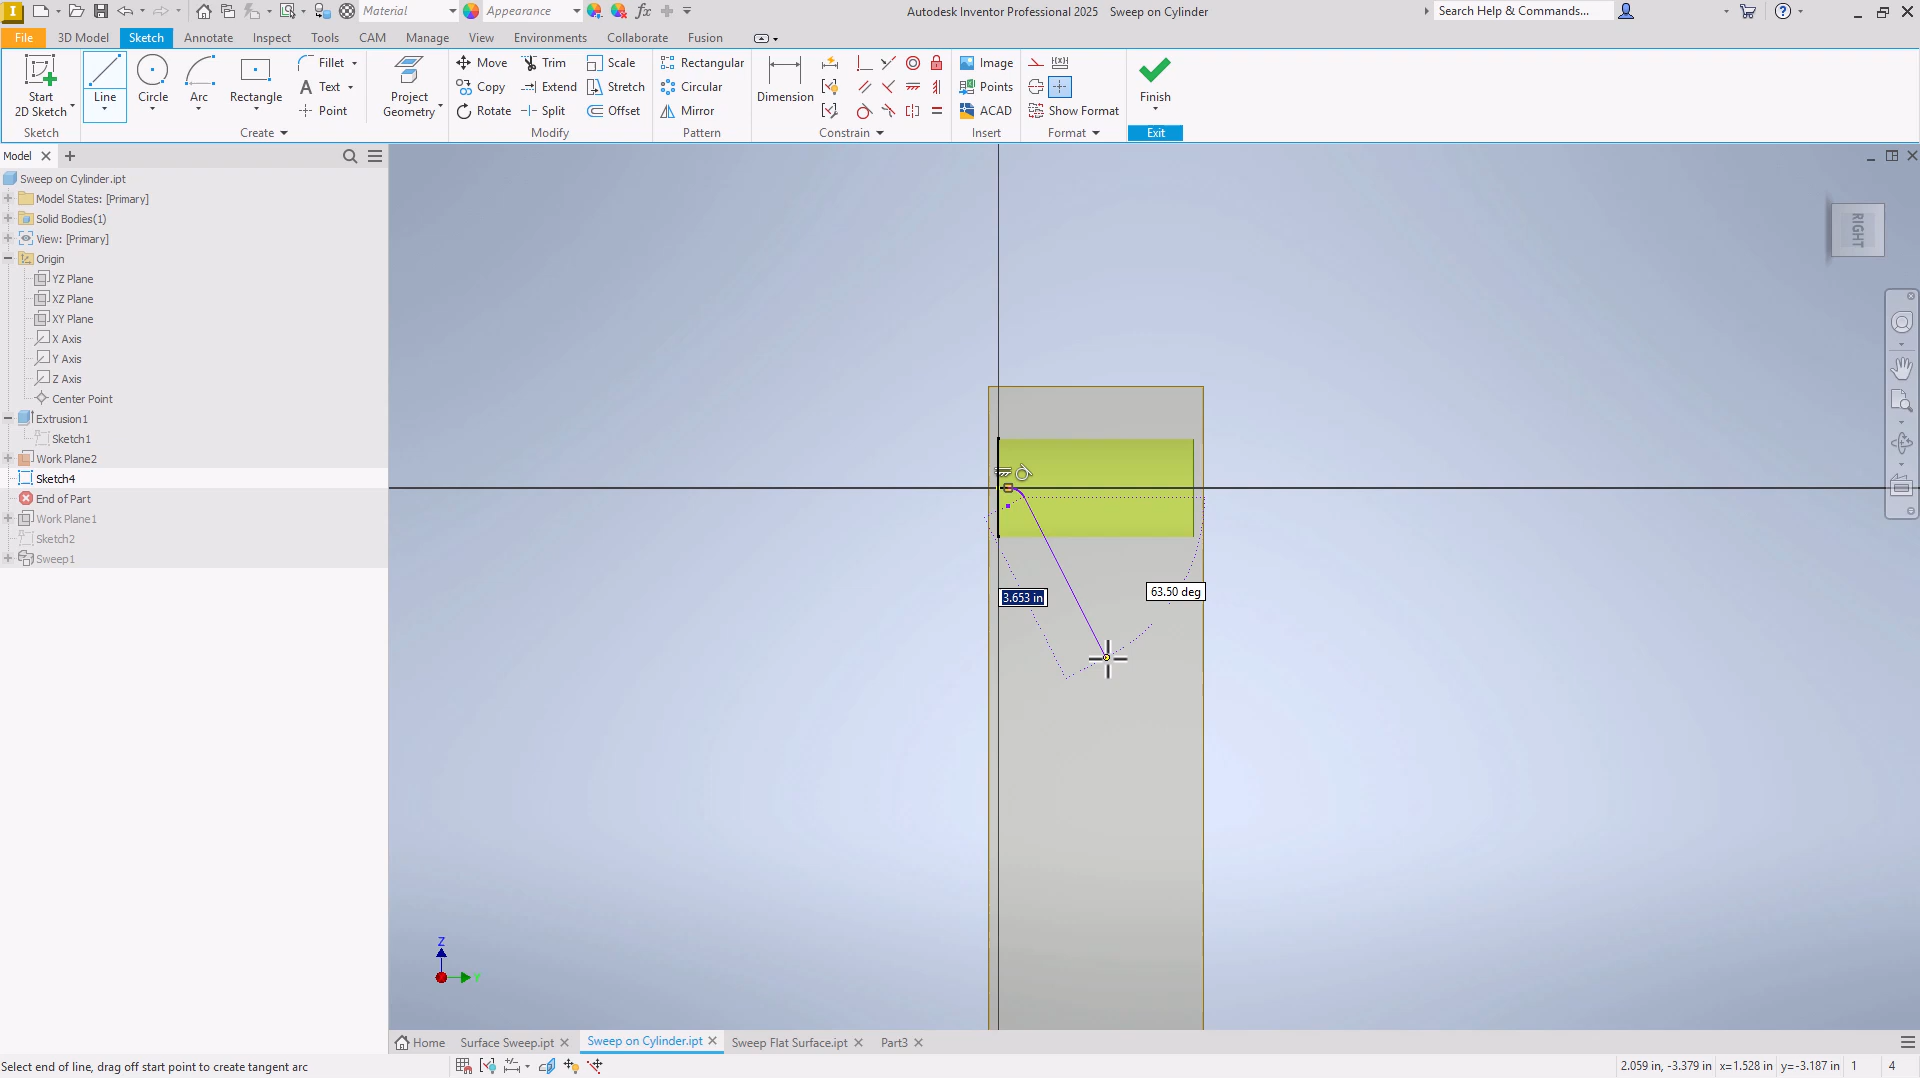 Material
Appearance
Autodesk Inventor Professional 2025   Sweep on Cylinder
Search Help & Commands...
File
3D Model
Sketch
Annotate
Inspect
Tools
CAM
Manage
View
Environments
Collaborate
Fusion
Start
2D Sketch
Line
Circle
Arc
Rectangle
Fillet
Text
Point
Project
Geometry
Move
Copy
Rotate
Trim
Extend
Split
Scale
Stretch
Offset
Rectangular
Circular
Mirror
Dimension
Image
Points
ACAD
Show Format
Finish
Sketch
Create
Modify
Pattern
Constrain
Insert
Format
Exit
Model
Sweep on Cylinder.ipt
Model States: [Primary]
Solid Bodies(1)
View: [Primary]
Origin
YZ Plane
XZ Plane
XY Plane
X Axis
Y Axis
Z Axis
Center Point
Extrusion1
Sketch1
Work Plane2
Sketch4
End of Part
Work Plane1
Sketch2
Sweep1
RIGHT
3.653 in
63.50 deg
Z
Y
Home
Surface Sweep.ipt
Sweep on Cylinder.ipt
Sweep Flat Surface.ipt
Part3
Select end of line, drag off start point to create tangent arc
2.059 in, -3.379 in   x=1.528 in   y=-3.187 in   1   4